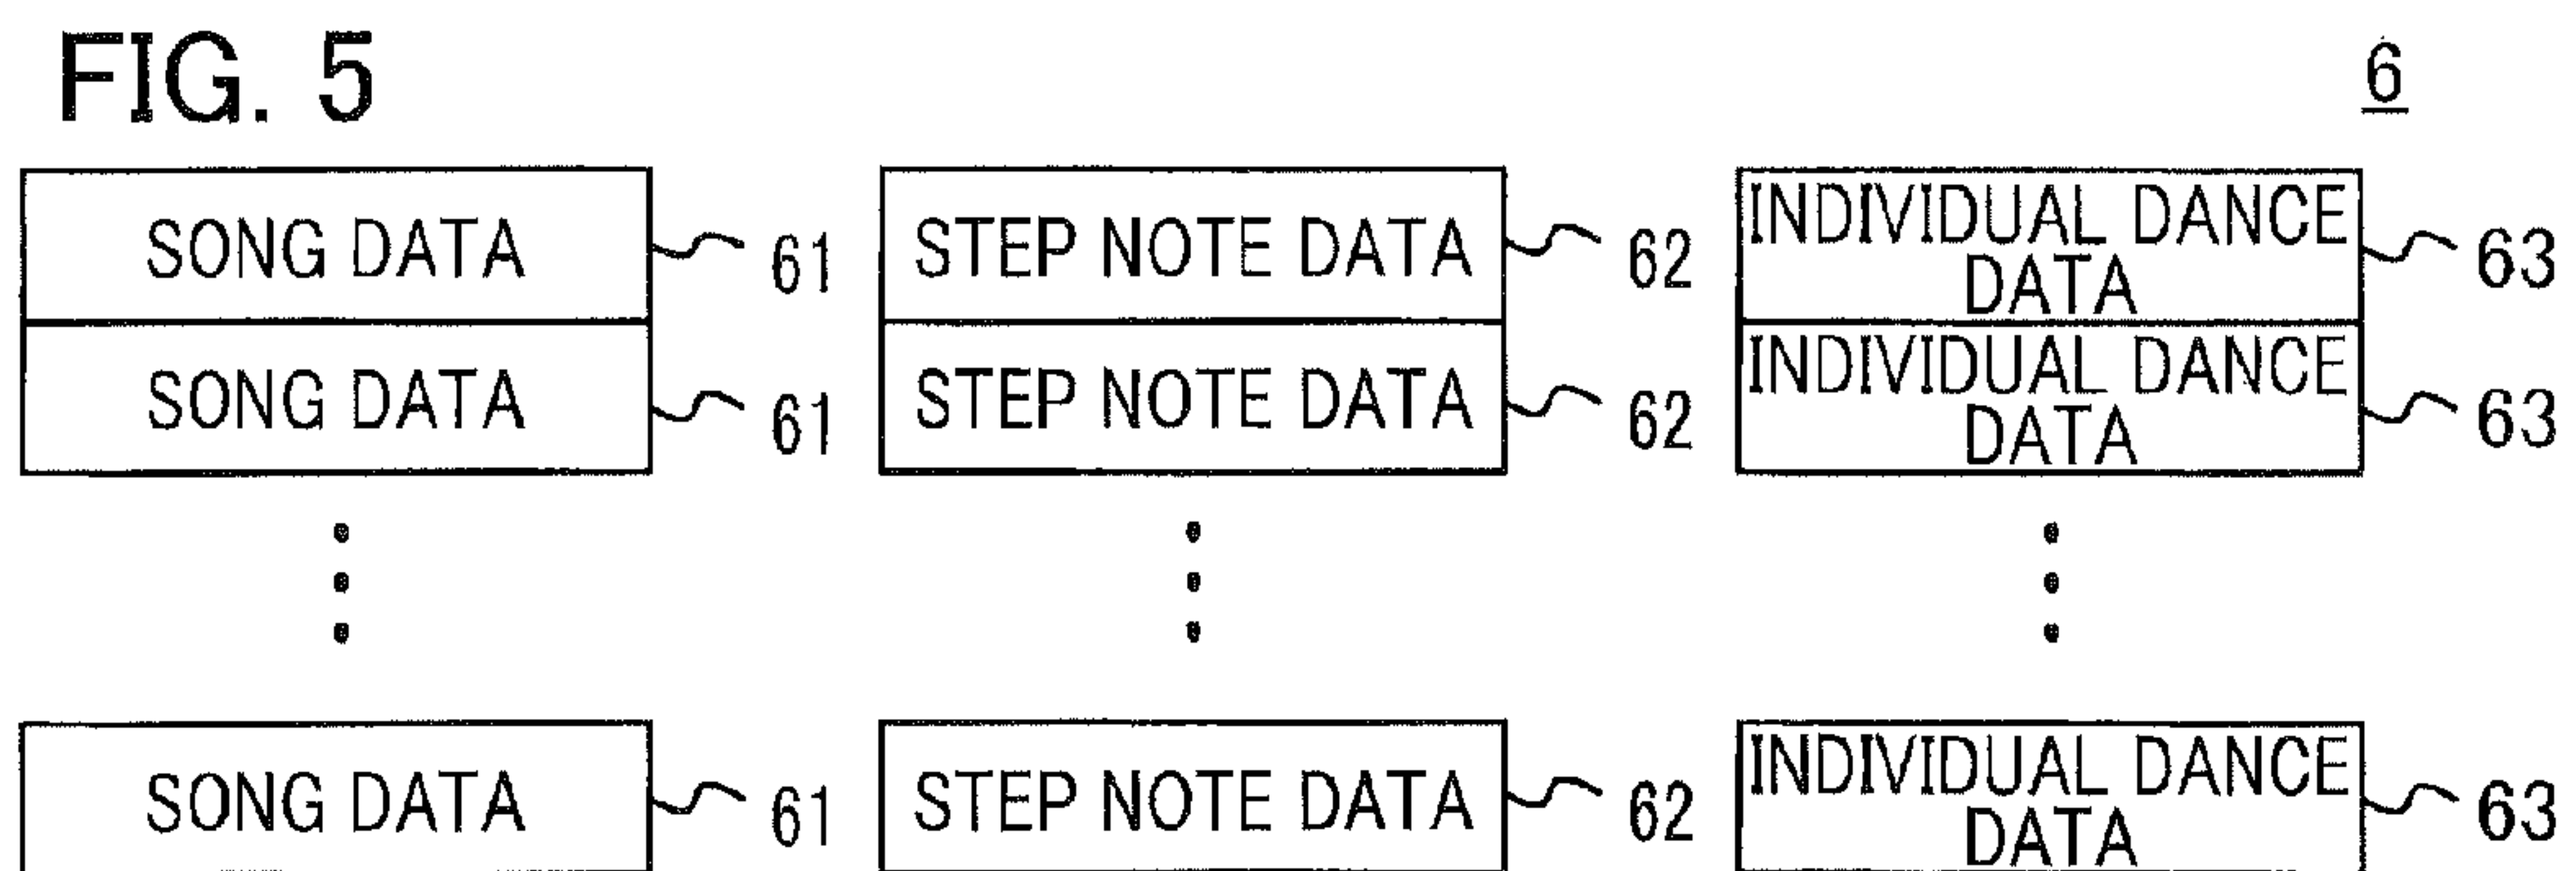 FIG. 5
6
SONG DATA 61 STEP NOTE DATA 62 INDIVIDUAL DANCE DATA 63
SONG DATA 61 STEP NOTE DATA 62 INDIVIDUAL DANCE DATA 63
SONG DATA 61 STEP NOTE DATA 62 INDIVIDUAL DANCE DATA 63